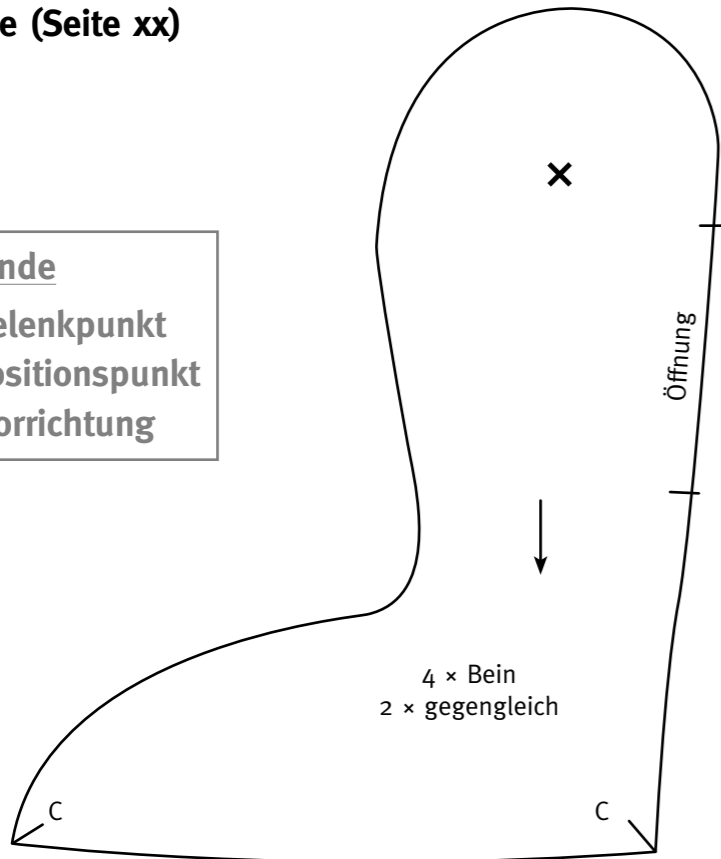 e (Seite xx)
nde
elenkpunkt
ositionspunkt
orrichtung
Öffnung
4 × Bein
2 × gegengleich
C
C